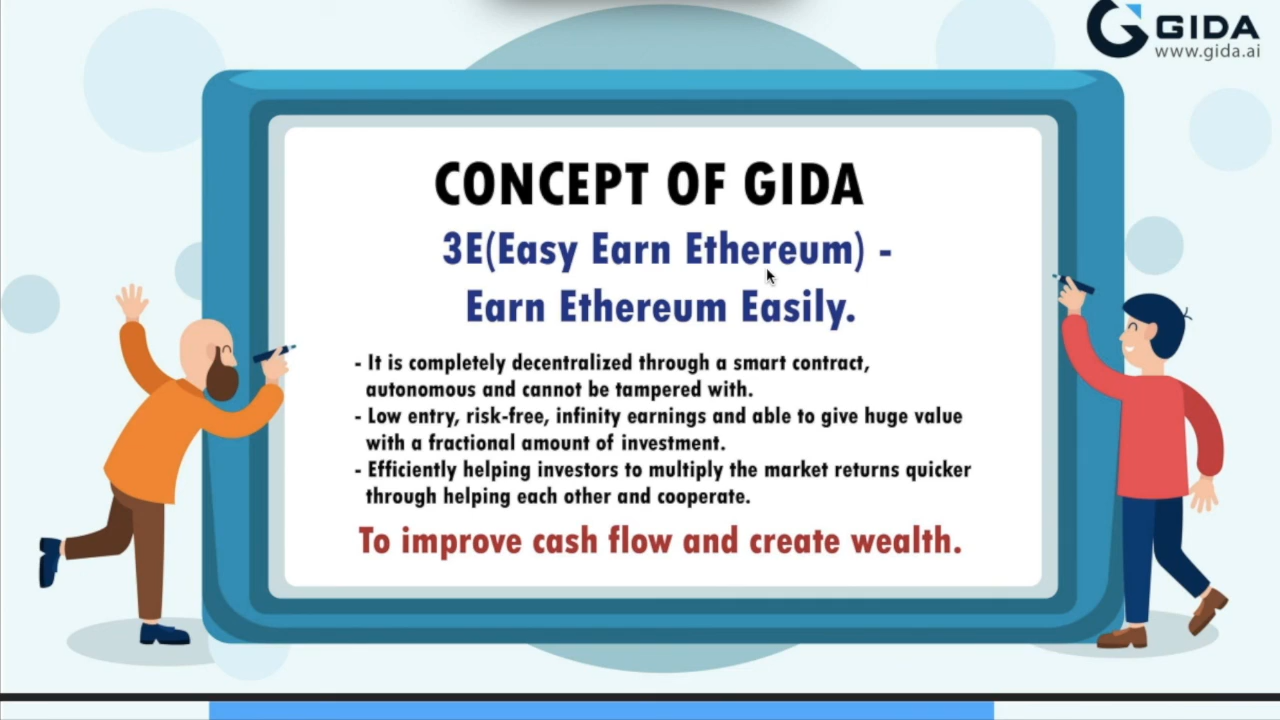 GIDA
www.gida.ai
CONCEPT OF GIDA
3E(Easy Earn Ethereum) -
Earn Ethereum Easily.
- It is completely decentralized through a smart contract,
autonomous and cannot be tampered with.
- Low entry, risk-free, infinity earnings and able to give huge value
with a fractional amount of investment.
- Efficiently helping investors to multiply the market returns quicker
through helping each other and cooperate.
To improve cash flow and create wealth.